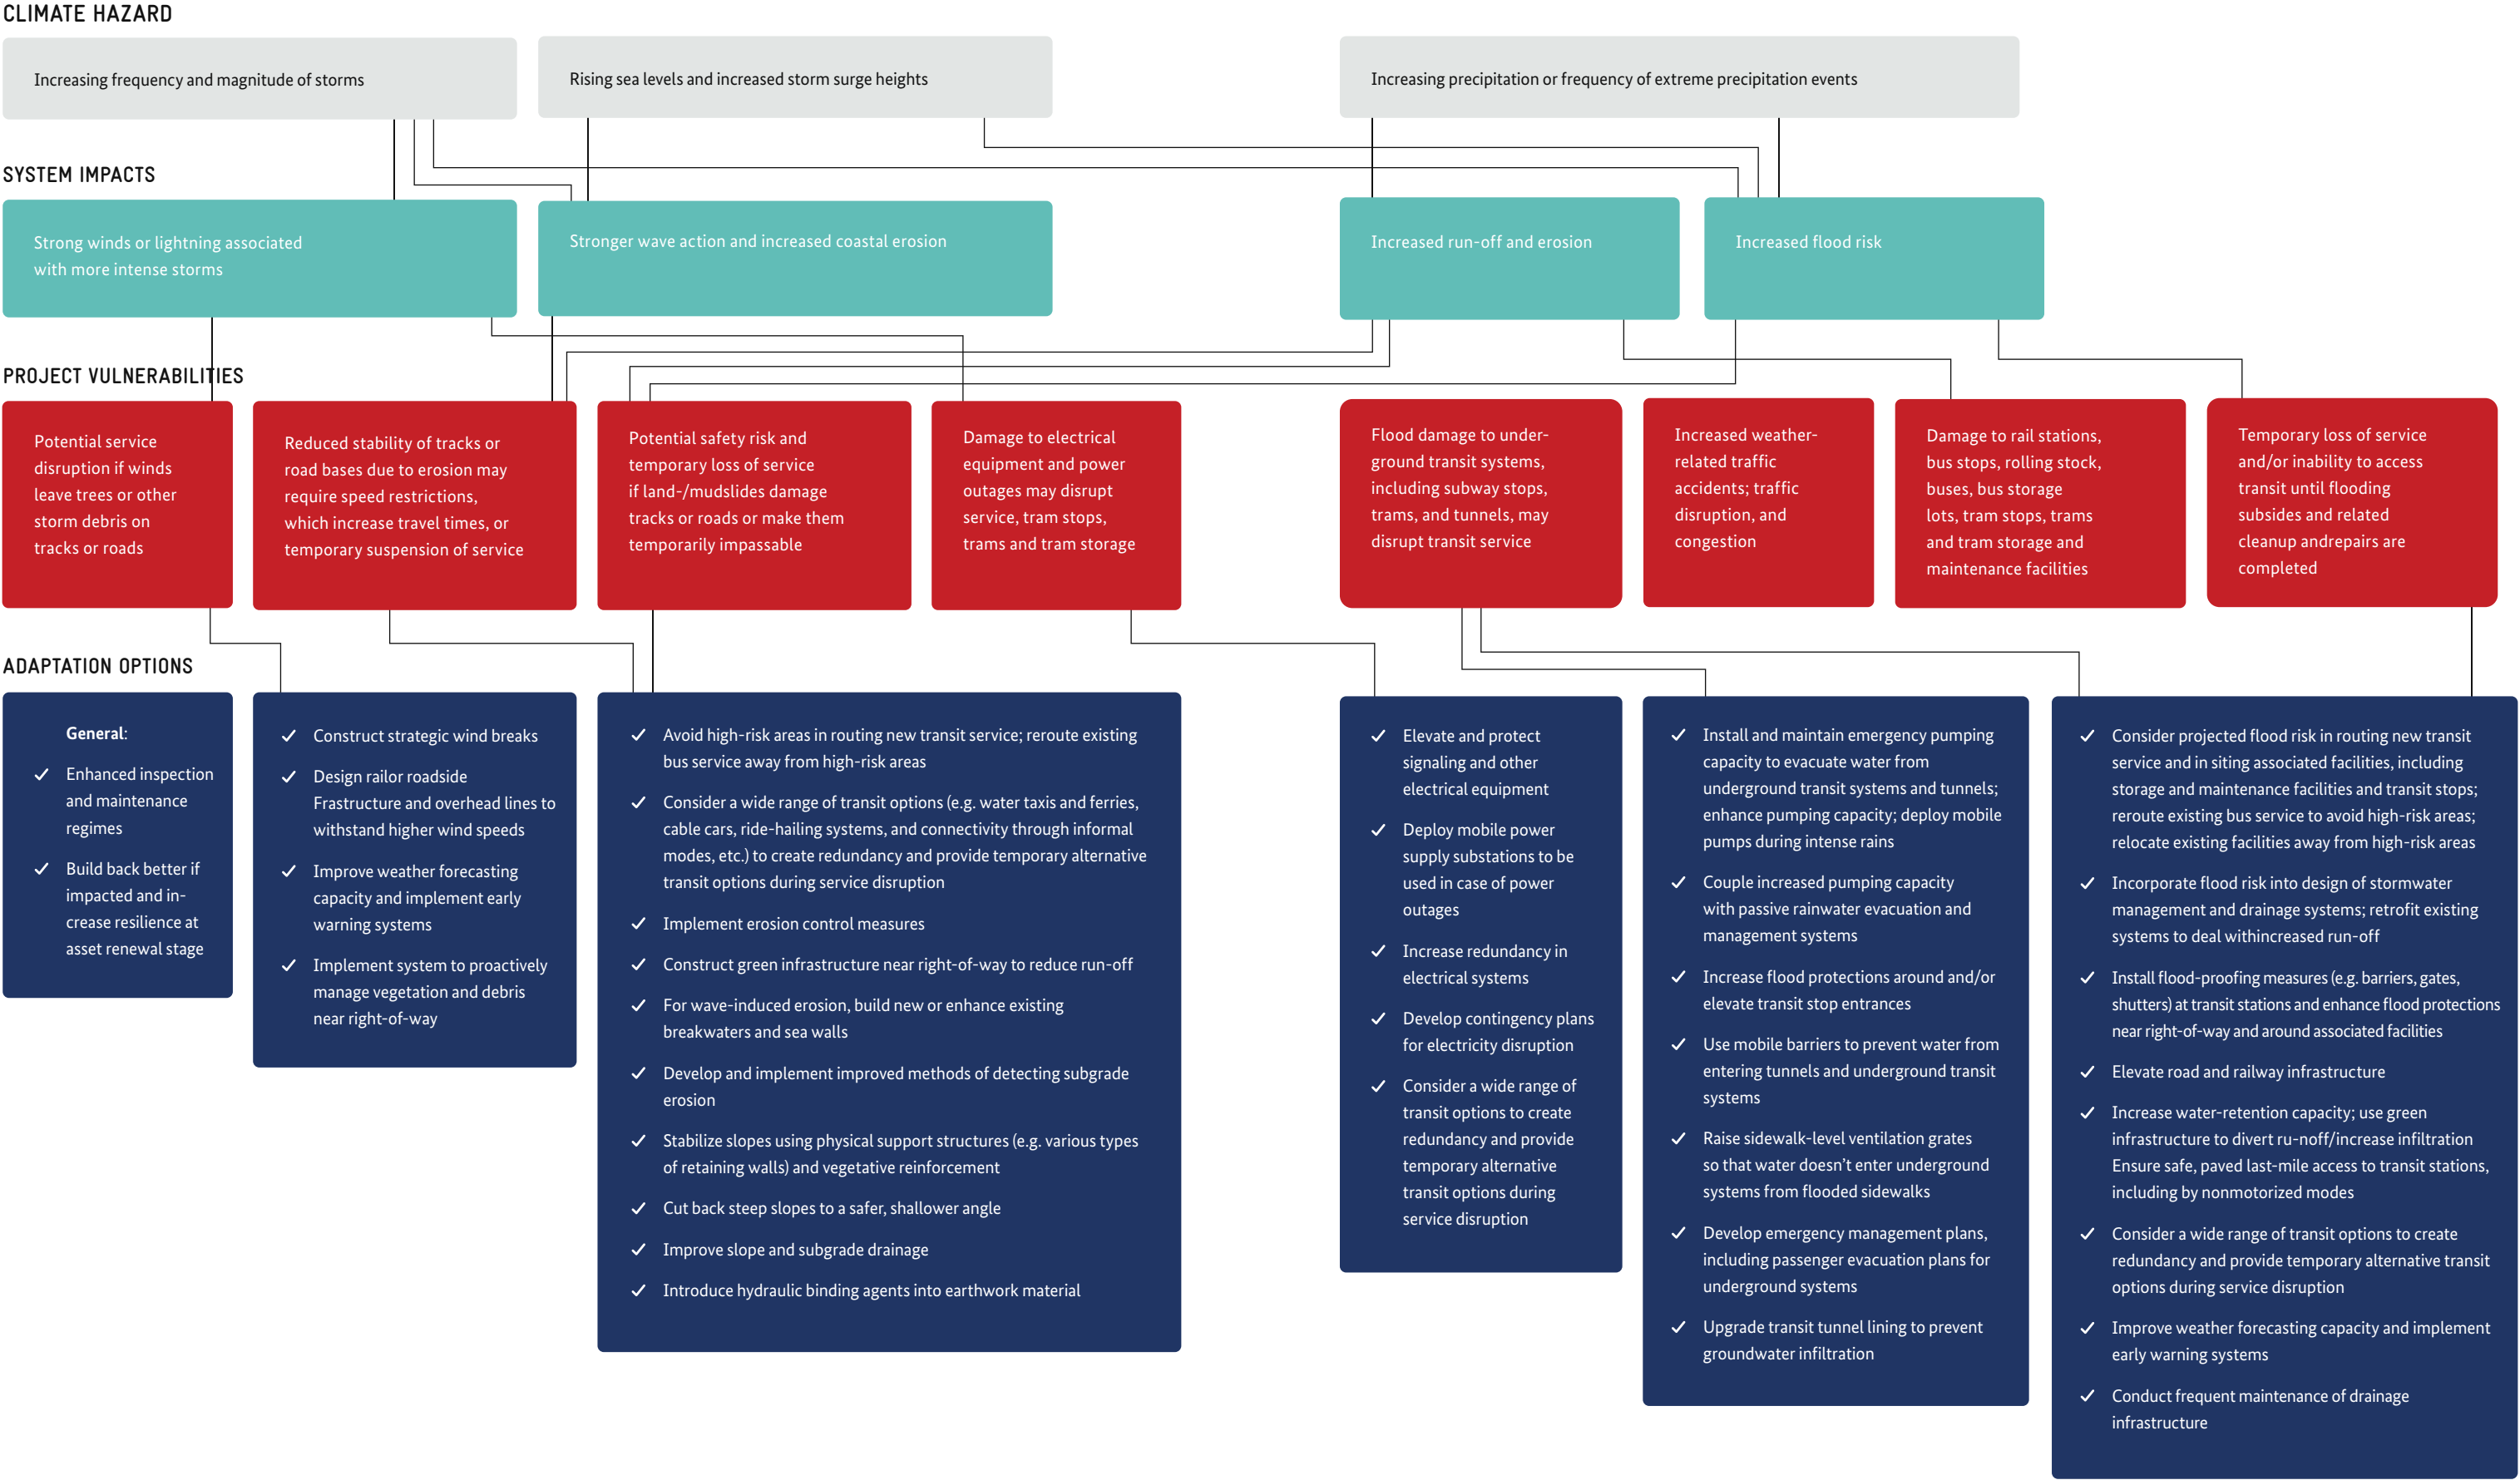 CLIMATE HAZARD
Increasing frequency and magnitude of storms
Rising sea levels and increased storm surge heights
Increasing precipitation or frequency of extreme precipitation events
SYSTEM IMPACTS
Strong winds or lightning associated
with more intense storms
Stronger wave action and increased coastal erosion
Increased run-off and erosion
Increased flood risk
PROJECT VULNERABILITIES
Potential service
disruption if winds
leave trees or other
storm debris on
tracks or roads
Reduced stability of tracks or
road bases due to erosion may
require speed restrictions,
which increase travel times, or
temporary suspension of service
Potential safety risk and
temporary loss of service
if land-/mudslides damage
tracks or roads or make them
temporarily impassable
Damage to electrical
equipment and power
outages may disrupt
service, tram stops,
trams and tram storage
Flood damage to under-
ground transit systems,
including subway stops,
trams, and tunnels, may
disrupt transit service
Increased weather-
related traffic
accidents; traffic
disruption, and
congestion
Damage to rail stations,
bus stops, rolling stock,
buses, bus storage
lots, tram stops, trams
and tram storage and
maintenance facilities
Temporary loss of service
and/or inability to access
transit until flooding
subsides and related
cleanup andrepairs are
completed
ADAPTATION OPTIONS
General:
✓ Enhanced inspection
and maintenance
regimes
✓ Build back better if
impacted and in-
crease resilience at
asset renewal stage
✓ Construct strategic wind breaks
✓ Design railor roadside
Frastructure and overhead lines to
withstand higher wind speeds
✓ Improve weather forecasting
capacity and implement early
warning systems
✓ Implement system to proactively
manage vegetation and debris
near right-of-way
✓ Avoid high-risk areas in routing new transit service; reroute existing
bus service away from high-risk areas
✓ Consider a wide range of transit options (e.g. water taxis and ferries,
cable cars, ride-hailing systems, and connectivity through informal
modes, etc.) to create redundancy and provide temporary alternative
transit options during service disruption
✓ Implement erosion control measures
✓ Construct green infrastructure near right-of-way to reduce run-off
✓ For wave-induced erosion, build new or enhance existing
breakwaters and sea walls
✓ Develop and implement improved methods of detecting subgrade
erosion
✓ Stabilize slopes using physical support structures (e.g. various types
of retaining walls) and vegetative reinforcement
✓ Cut back steep slopes to a safer, shallower angle
✓ Improve slope and subgrade drainage
✓ Introduce hydraulic binding agents into earthwork material
✓ Elevate and protect
signaling and other
electrical equipment
✓ Deploy mobile power
supply substations to be
used in case of power
outages
✓ Increase redundancy in
electrical systems
✓ Develop contingency plans
for electricity disruption
✓ Consider a wide range of
transit options to create
redundancy and provide
temporary alternative
transit options during
service disruption
✓ Install and maintain emergency pumping
capacity to evacuate water from
underground transit systems and tunnels;
enhance pumping capacity; deploy mobile
pumps during intense rains
✓ Couple increased pumping capacity
with passive rainwater evacuation and
management systems
✓ Increase flood protections around and/or
elevate transit stop entrances
✓ Use mobile barriers to prevent water from
entering tunnels and underground transit
systems
✓ Raise sidewalk-level ventilation grates
so that water doesn't enter underground
systems from flooded sidewalks
✓ Develop emergency management plans,
including passenger evacuation plans for
underground systems
✓ Upgrade transit tunnel lining to prevent
groundwater infiltration
✓ Consider projected flood risk in routing new transit
service and in siting associated facilities, including
storage and maintenance facilities and transit stops;
reroute existing bus service to avoid high-risk areas;
relocate existing facilities away from high-risk areas
✓ Incorporate flood risk into design of stormwater
management and drainage systems; retrofit existing
systems to deal withincreased run-off
✓ Install flood-proofing measures (e.g. barriers, gates,
shutters) at transit stations and enhance flood protections
near right-of-way and around associated facilities
✓ Elevate road and railway infrastructure
✓ Increase water-retention capacity; use green
infrastructure to divert ru-noff/increase infiltration
Ensure safe, paved last-mile access to transit stations,
including by nonmotorized modes
✓ Consider a wide range of transit options to create
redundancy and provide temporary alternative transit
options during service disruption
✓ Improve weather forecasting capacity and implement
early warning systems
✓ Conduct frequent maintenance of drainage
infrastructure